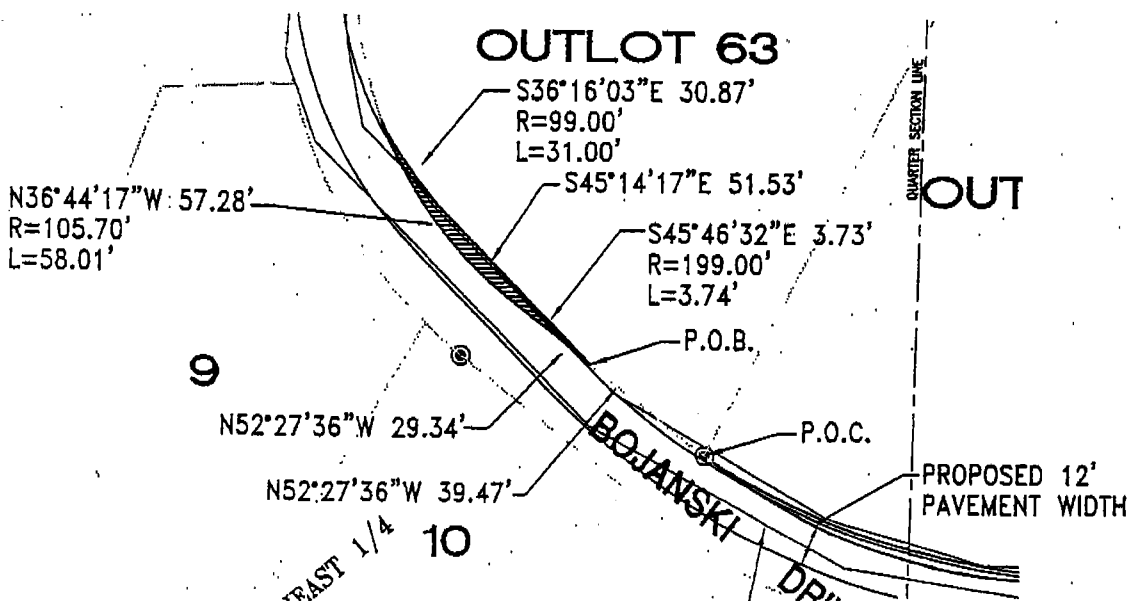 OUTLOT 63
S36°16'03"E 30.87'
R=99.00'
L=31.00'
QUARTER SECTION LINE
S45°14'17"E 51.53'
OUT
N36°44'17"W 57.28'
R=105.70'
L=58.01'
S45°46'32"E 3.73'
R=199.00'
L=3.74'
P.O.B.
9
N52°27'36"W 29.34'
P.O.C.
BOJANSKI
PROPOSED 12'
PAVEMENT WIDTH
N52°27'36"W 39.47'
10
EAST 1/4